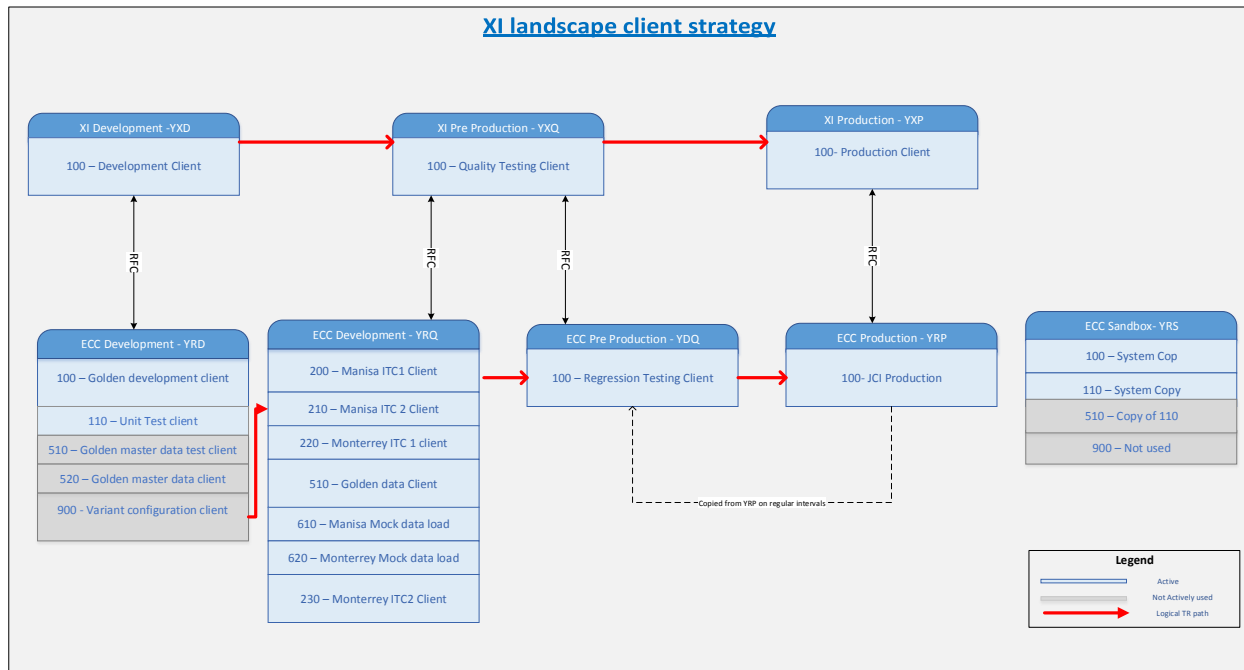 XI landscape client strategy
XI Development -YXD
100 – Development Client
XI Pre Production - YXQ
100 – Quality Testing Client
XI Production - YXP
100- Production Client
RFC
RFC
RFC
RFC
ECC Development - YRD
100 – Golden development client
110 – Unit Test client
510 – Golden master data test client
520 – Golden master data client
900 - Variant configuration client
ECC Development - YRQ
200 – Manisa ITC1 Client
210 – Manisa ITC 2 Client
220 – Monterrey ITC 1 client
510 – Golden data Client
610 – Manisa Mock data load
620 – Monterrey Mock data load
230 – Monterrey ITC2 Client
ECC Pre Production - YDQ
100 – Regression Testing Client
ECC Production - YRP
100- JCI Production
Copied from YRP on regular intervals
ECC Sandbox- YRS
100 – System Cop
110 – System Copy
510 – Copy of 110
900 – Not used
Legend
Active
Not Actively used
Logical TR path